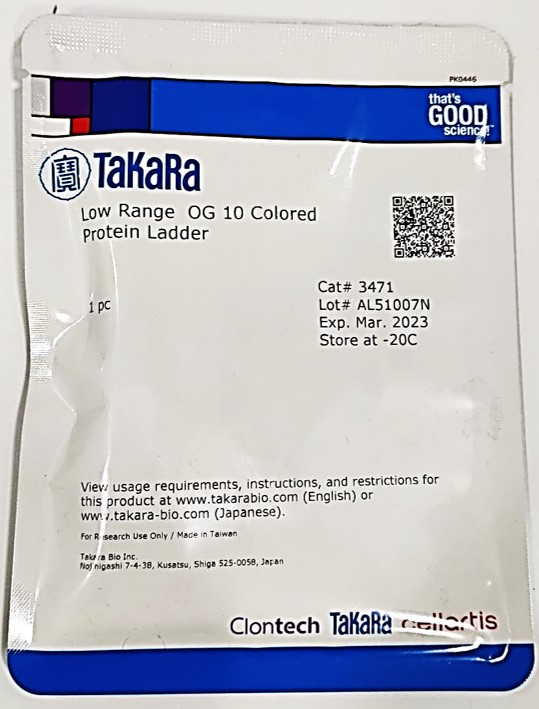 PK0446
that's
GOOD
science!™
寶 TaKaRa
Low Range OG 10 Colored
Protein Ladder
1 pc
Cat# 3471
Lot# AL51007N
Exp. Mar. 2023
Store at -20C
View usage requirements, instructions, and restrictions for
this product at www.takarabio.com (English) or
www.takara-bio.com (Japanese).
For Research Use Only / Made in Taiwan
Takara Bio Inc.
Nojihigashi 7-4-38, Kusatsu, Shiga 525-0058, Japan
Clontech TaKaRa cellartis